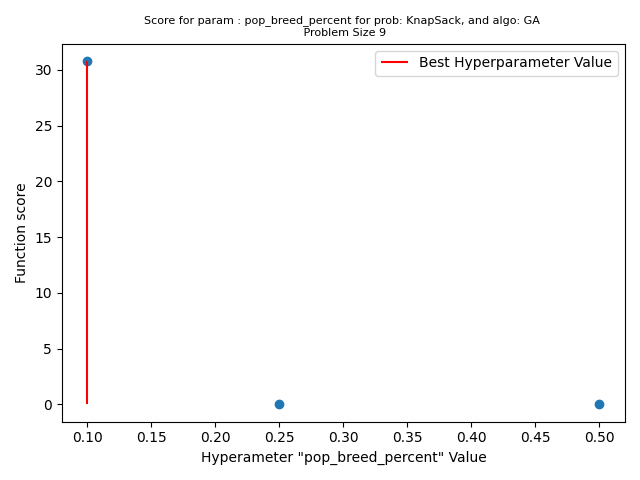 Score for param : pop_breed_percent for prob: KnapSack, and algo: GA
Problem Size 9
Best Hyperparameter Value
Function score
30
25
20
15
10
5
0
0.10 0.15 0.20 0.25 0.30 0.35 0.40 0.45 0.50
Hyperameter "pop_breed_percent" Value